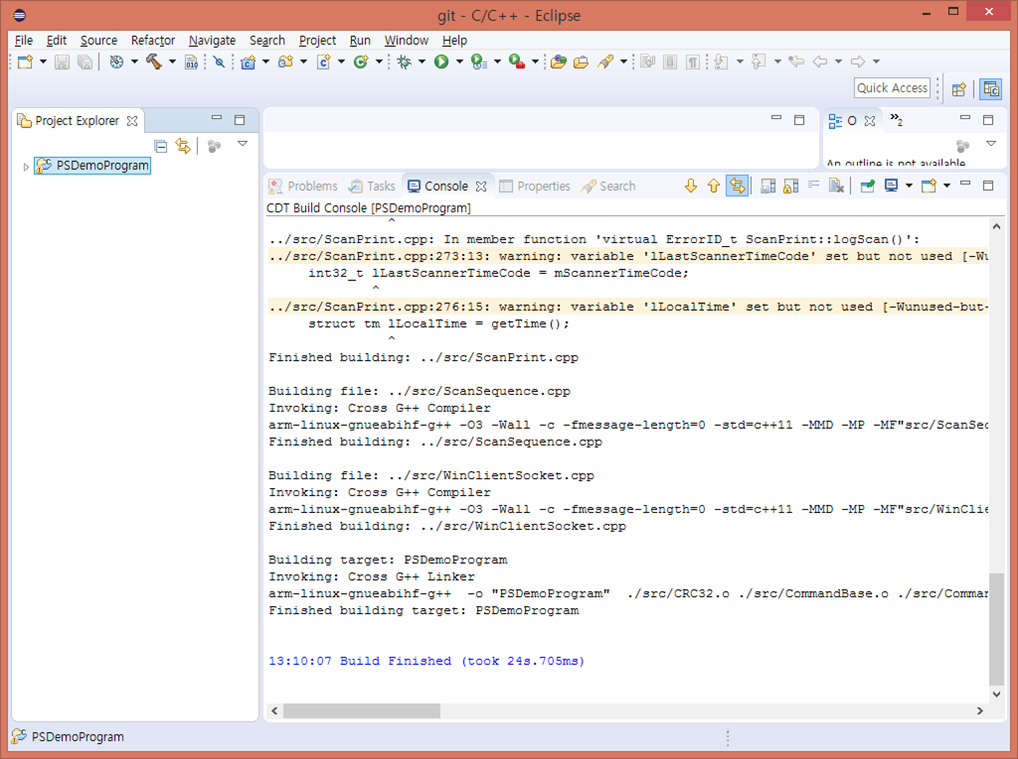 git - C/C++ - Eclipse
File Edit Source Refactor Navigate Search Project Run Window Help
010
Quick Access
Project Explorer
O
2
An outline is not available.
PSDemoProgram
Problems Tasks Console Properties Search
CDT Build Console [PSDemoProgram]
^
../src/ScanPrint.cpp: In member function 'virtual ErrorID_t ScanPrint::logScan()':
../src/ScanPrint.cpp:273:13: warning: variable 'lLastScannerTimeCode' set but not used [-Wu
int32_t lLastScannerTimeCode = mScannerTimeCode;
^
../src/ScanPrint.cpp:276:15: warning: variable 'lLocalTime' set but not used [-Wunused-but-
struct tm lLocalTime = getTime();
^
Finished building: ../src/ScanPrint.cpp
Building file: ../src/ScanSequence.cpp
Invoking: Cross G++ Compiler
arm-linux-gnueabihf-g++ -O3 -Wall -c -fmessage-length=0 -std=c++11 -MMD -MP -MF"src/ScanSeq
Finished building: ../src/ScanSequence.cpp
Building file: ../src/WinClientSocket.cpp
Invoking: Cross G++ Compiler
arm-linux-gnueabihf-g++ -O3 -Wall -c -fmessage-length=0 -std=c++11 -MMD -MP -MF"src/WinClie
Finished building: ../src/WinClientSocket.cpp
Building target: PSDemoProgram
Invoking: Cross G++ Linker
arm-linux-gnueabihf-g++ -o "PSDemoProgram" ./src/CRC32.o ./src/CommandBase.o ./src/Comman
Finished building target: PSDemoProgram
13:10:07 Build Finished (took 24s.705ms)
PSDemoProgram